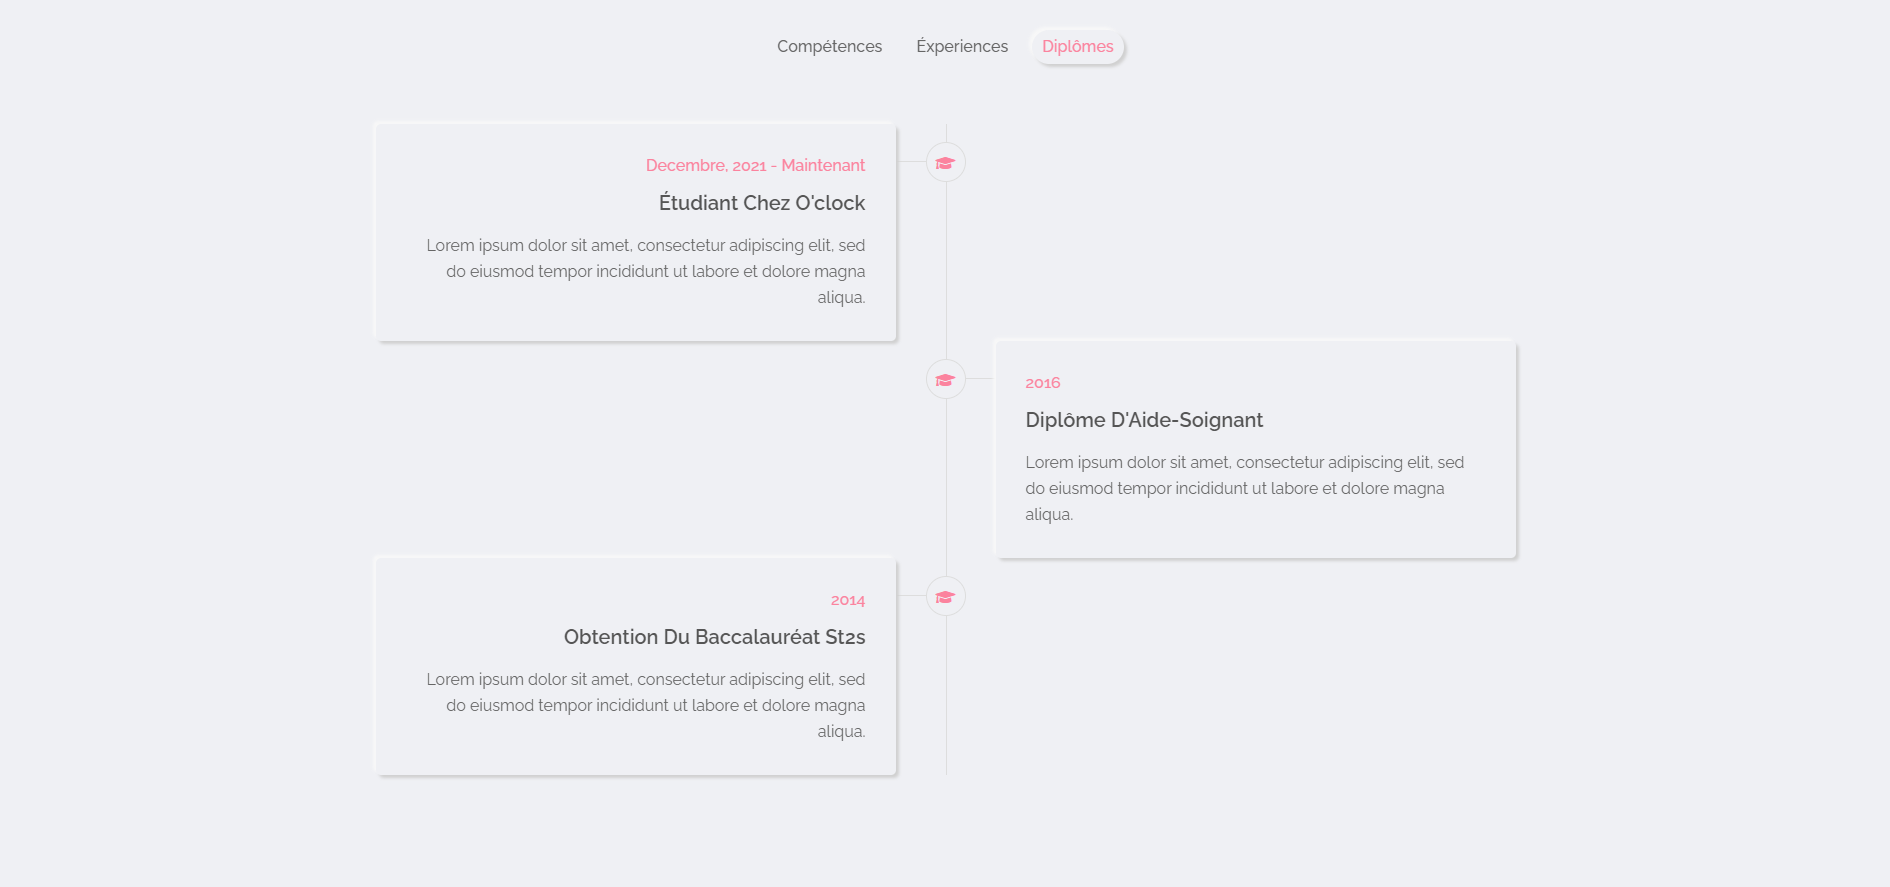 Compétences
Éxperiences
Diplômes
Decembre, 2021 - Maintenant
Étudiant Chez O'clock
Lorem ipsum dolor sit amet, consectetur adipiscing elit, sed
do eiusmod tempor incididunt ut labore et dolore magna
aliqua.
2016
Diplôme D'Aide-Soignant
Lorem ipsum dolor sit amet, consectetur adipiscing elit, sed
do eiusmod tempor incididunt ut labore et dolore magna
aliqua.
2014
Obtention Du Baccalauréat St2s
Lorem ipsum dolor sit amet, consectetur adipiscing elit, sed
do eiusmod tempor incididunt ut labore et dolore magna
aliqua.